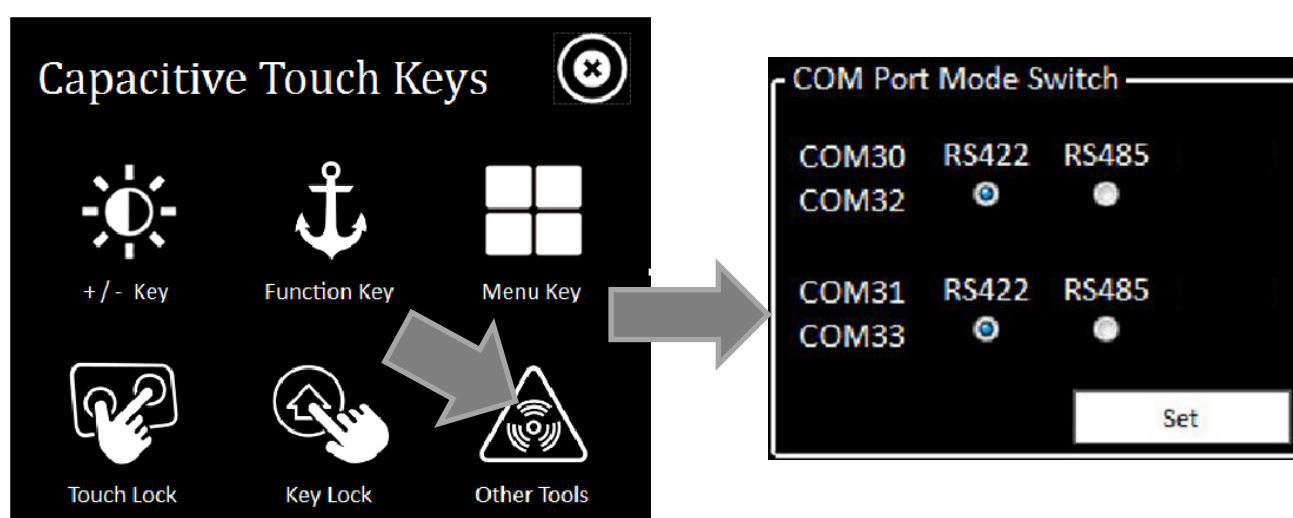 Capacitive Touch Keys
+/- Key
Function Key
Menu Key
Touch Lock
Key Lock
Other Tools
COM Port Mode Switch
COM30 RS422 RS485
COM32
COM31 RS422 RS485
COM33
Set